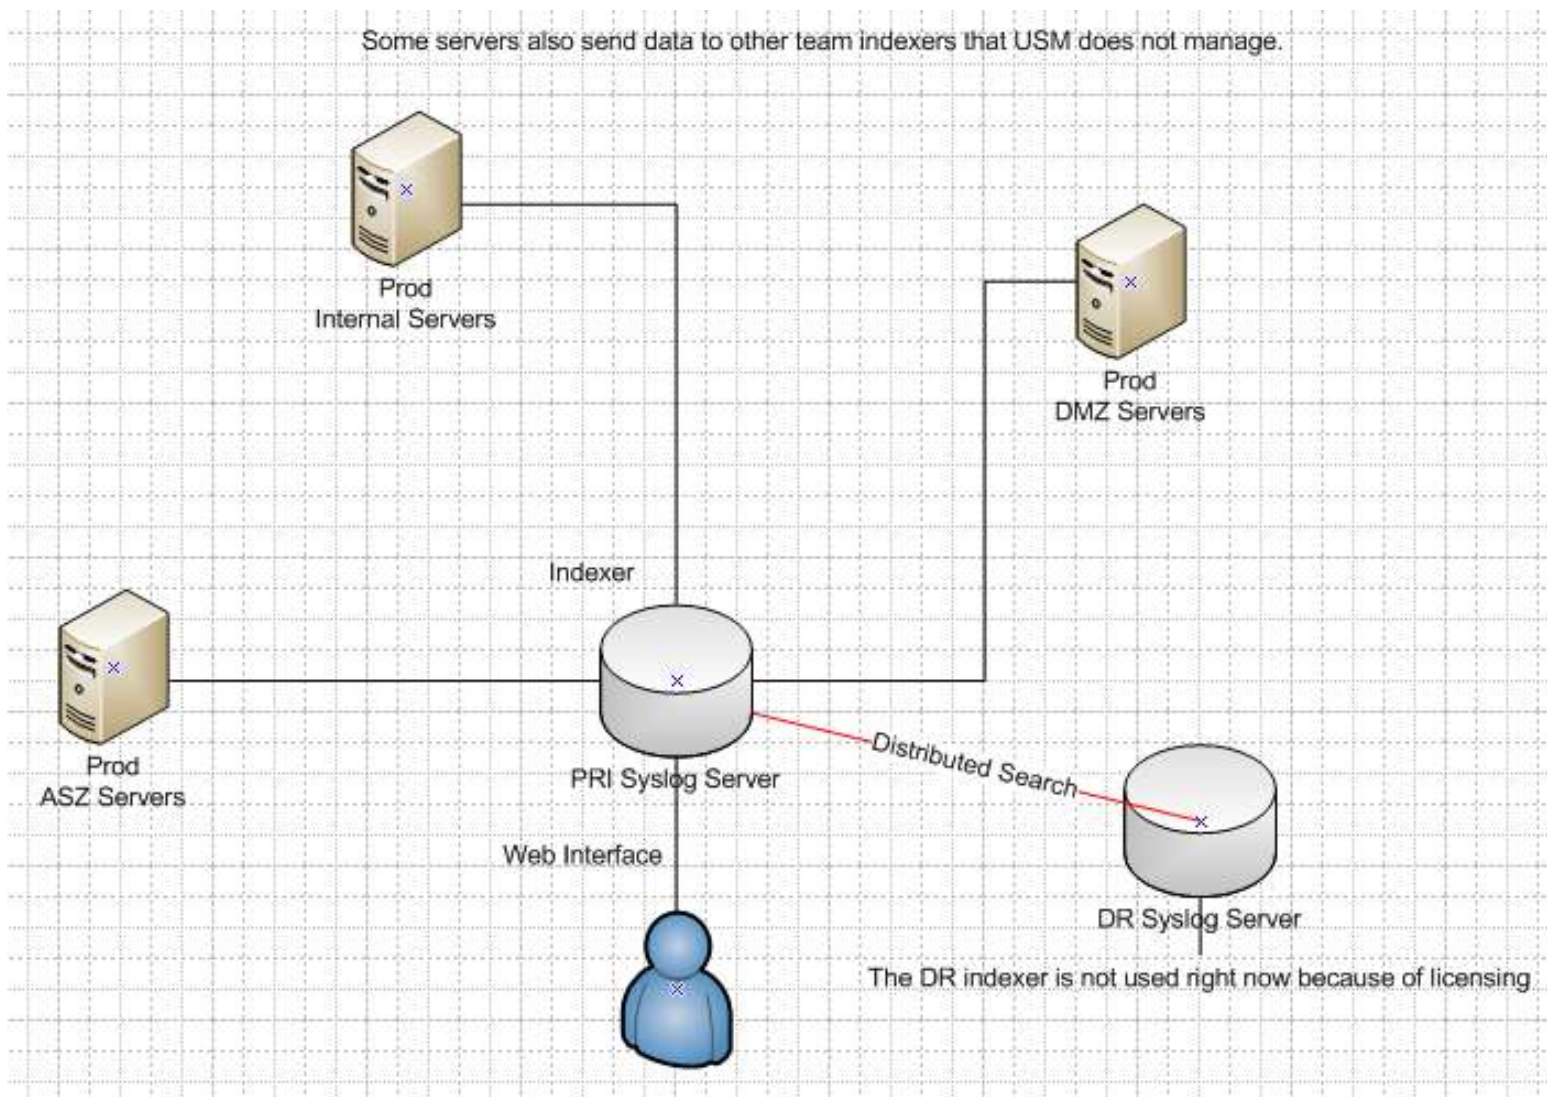 Some servers also send data to other team indexers that USM does not manage.
Prod
Internal Servers
Prod
DMZ Servers
Indexer
Prod
ASZ Servers
PRI Syslog Server
Distributed Search
Web Interface
DR Syslog Server
The DR indexer is not used right now because of licensing